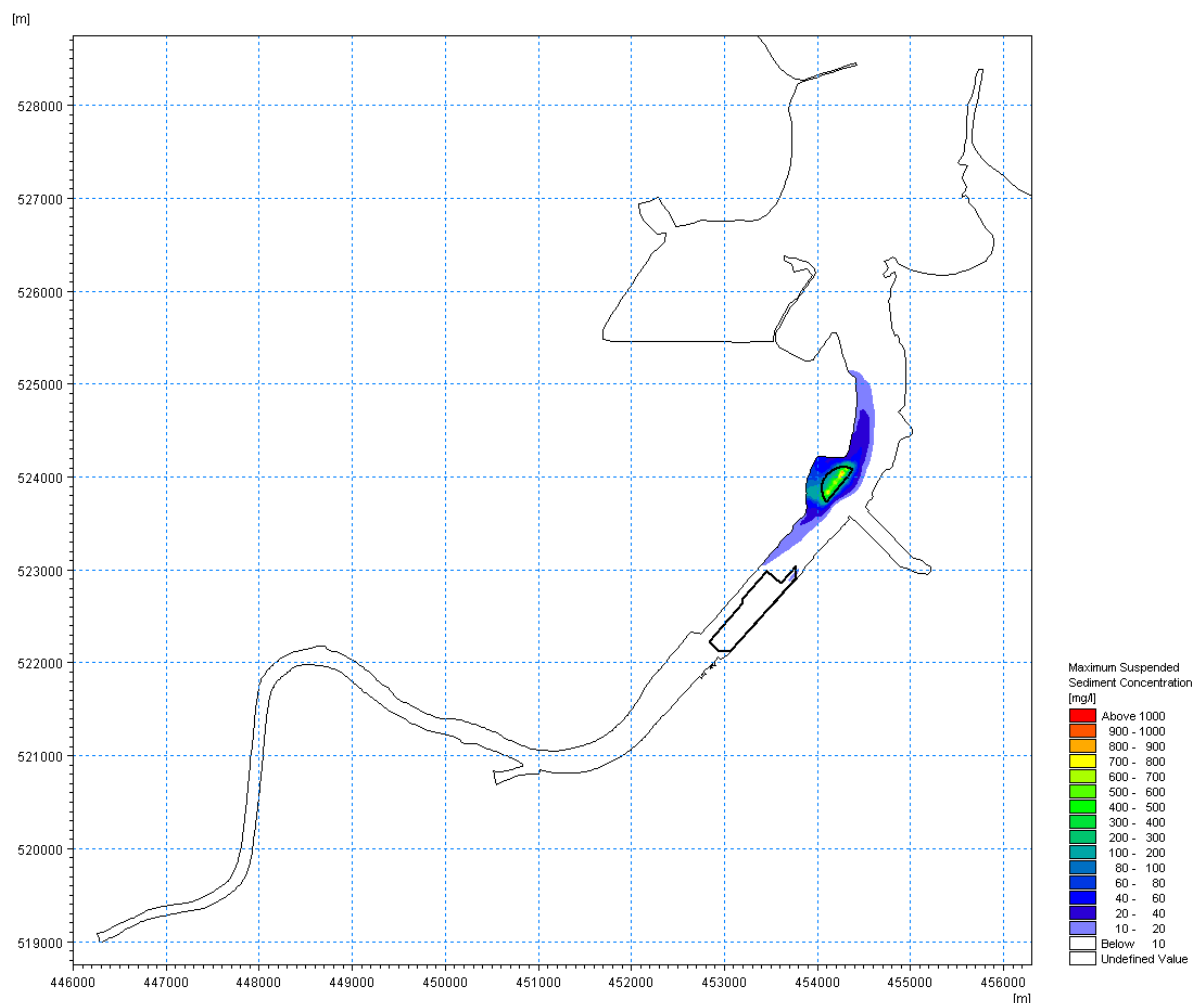 [m]
528000
527000
526000
525000
524000
523000
522000
521000
520000
519000
446000 447000 448000 449000 450000 451000 452000 453000 454000 455000 456000
[m]
Maximum Suspended
Sediment Concentration
[mg/l]
Above 1000
900 - 1000
800 - 900
700 - 800
600 - 700
500 - 600
400 - 500
300 - 400
200 - 300
100 - 200
80 - 100
60 - 80
40 - 60
20 - 40
10 - 20
Below 10
Undefined Value